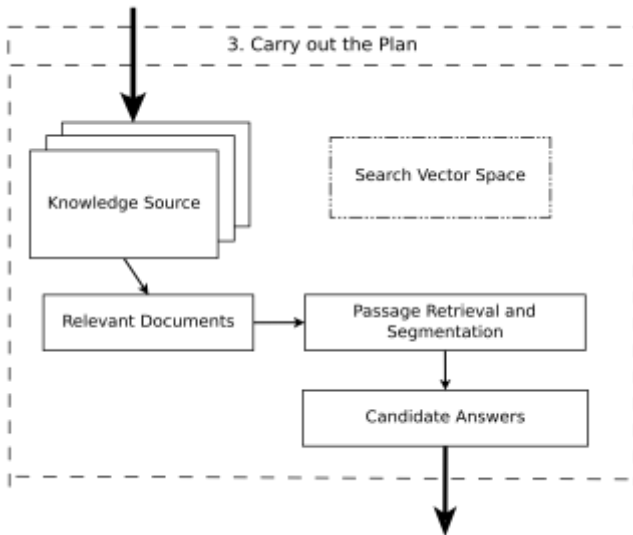 3. Carry out the Plan
Knowledge Source
Search Vector Space
Relevant Documents
Passage Retrieval and
Segmentation
Candidate Answers